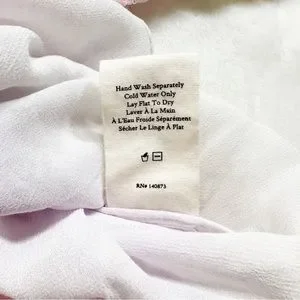 Hand Wash Separately
Cold Water Only
Lay Flat To Dry
Laver À La Main
À L'Eau Froide Séparément
Sécher Le Linge À Plat
RN# 140873